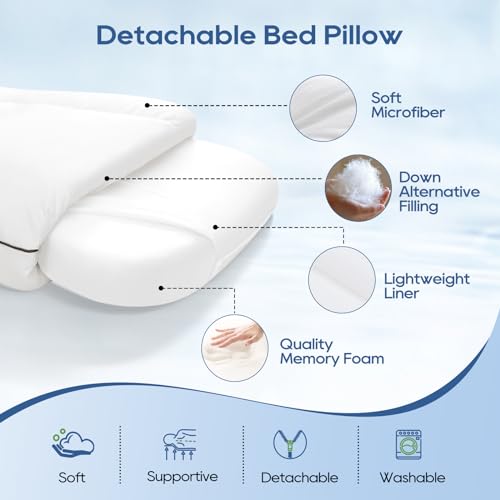 Detachable Bed Pillow
Soft
Microfiber
Down
Alternative
Filling
Lightweight
Liner
Quality
Memory Foam
Soft
Supportive
Detachable
Washable